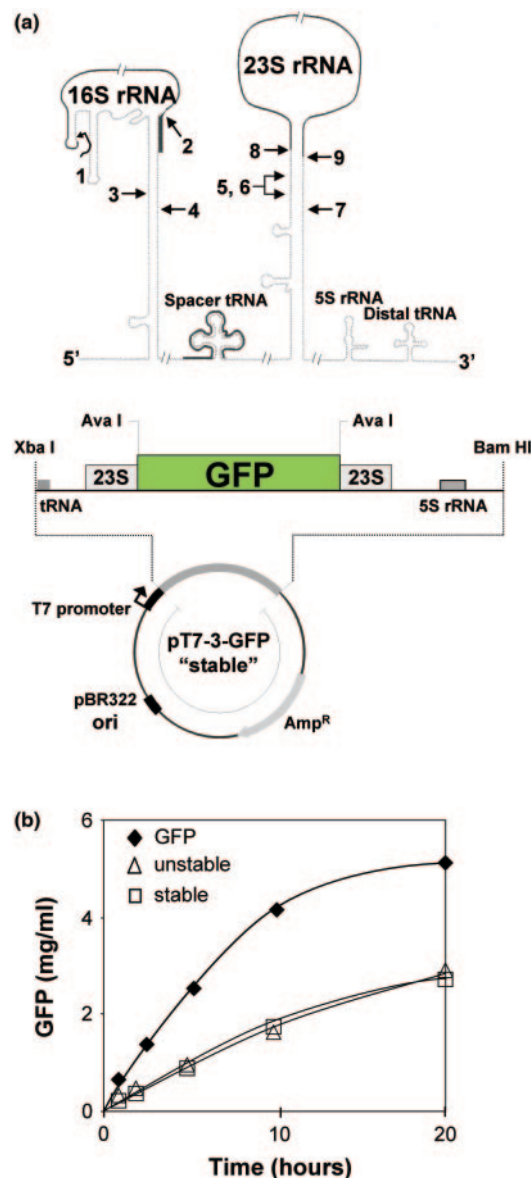 (a)
16S rRNA
23S rRNA
1
2
3
4
8
9
5, 6
7
Spacer tRNA
5S rRNA
Distal tRNA
5'
3'
Ava I
Ava I
Xba I
Bam HI
23S
GFP
23S
tRNA
5S rRNA
T7 promoter
pT7-3-GFP
"stable"
pBR322
ori
AmpR
(b)
GFP
unstable
stable
GFP (mg/ml)
6
4
2
0
0
10
20
Time (hours)